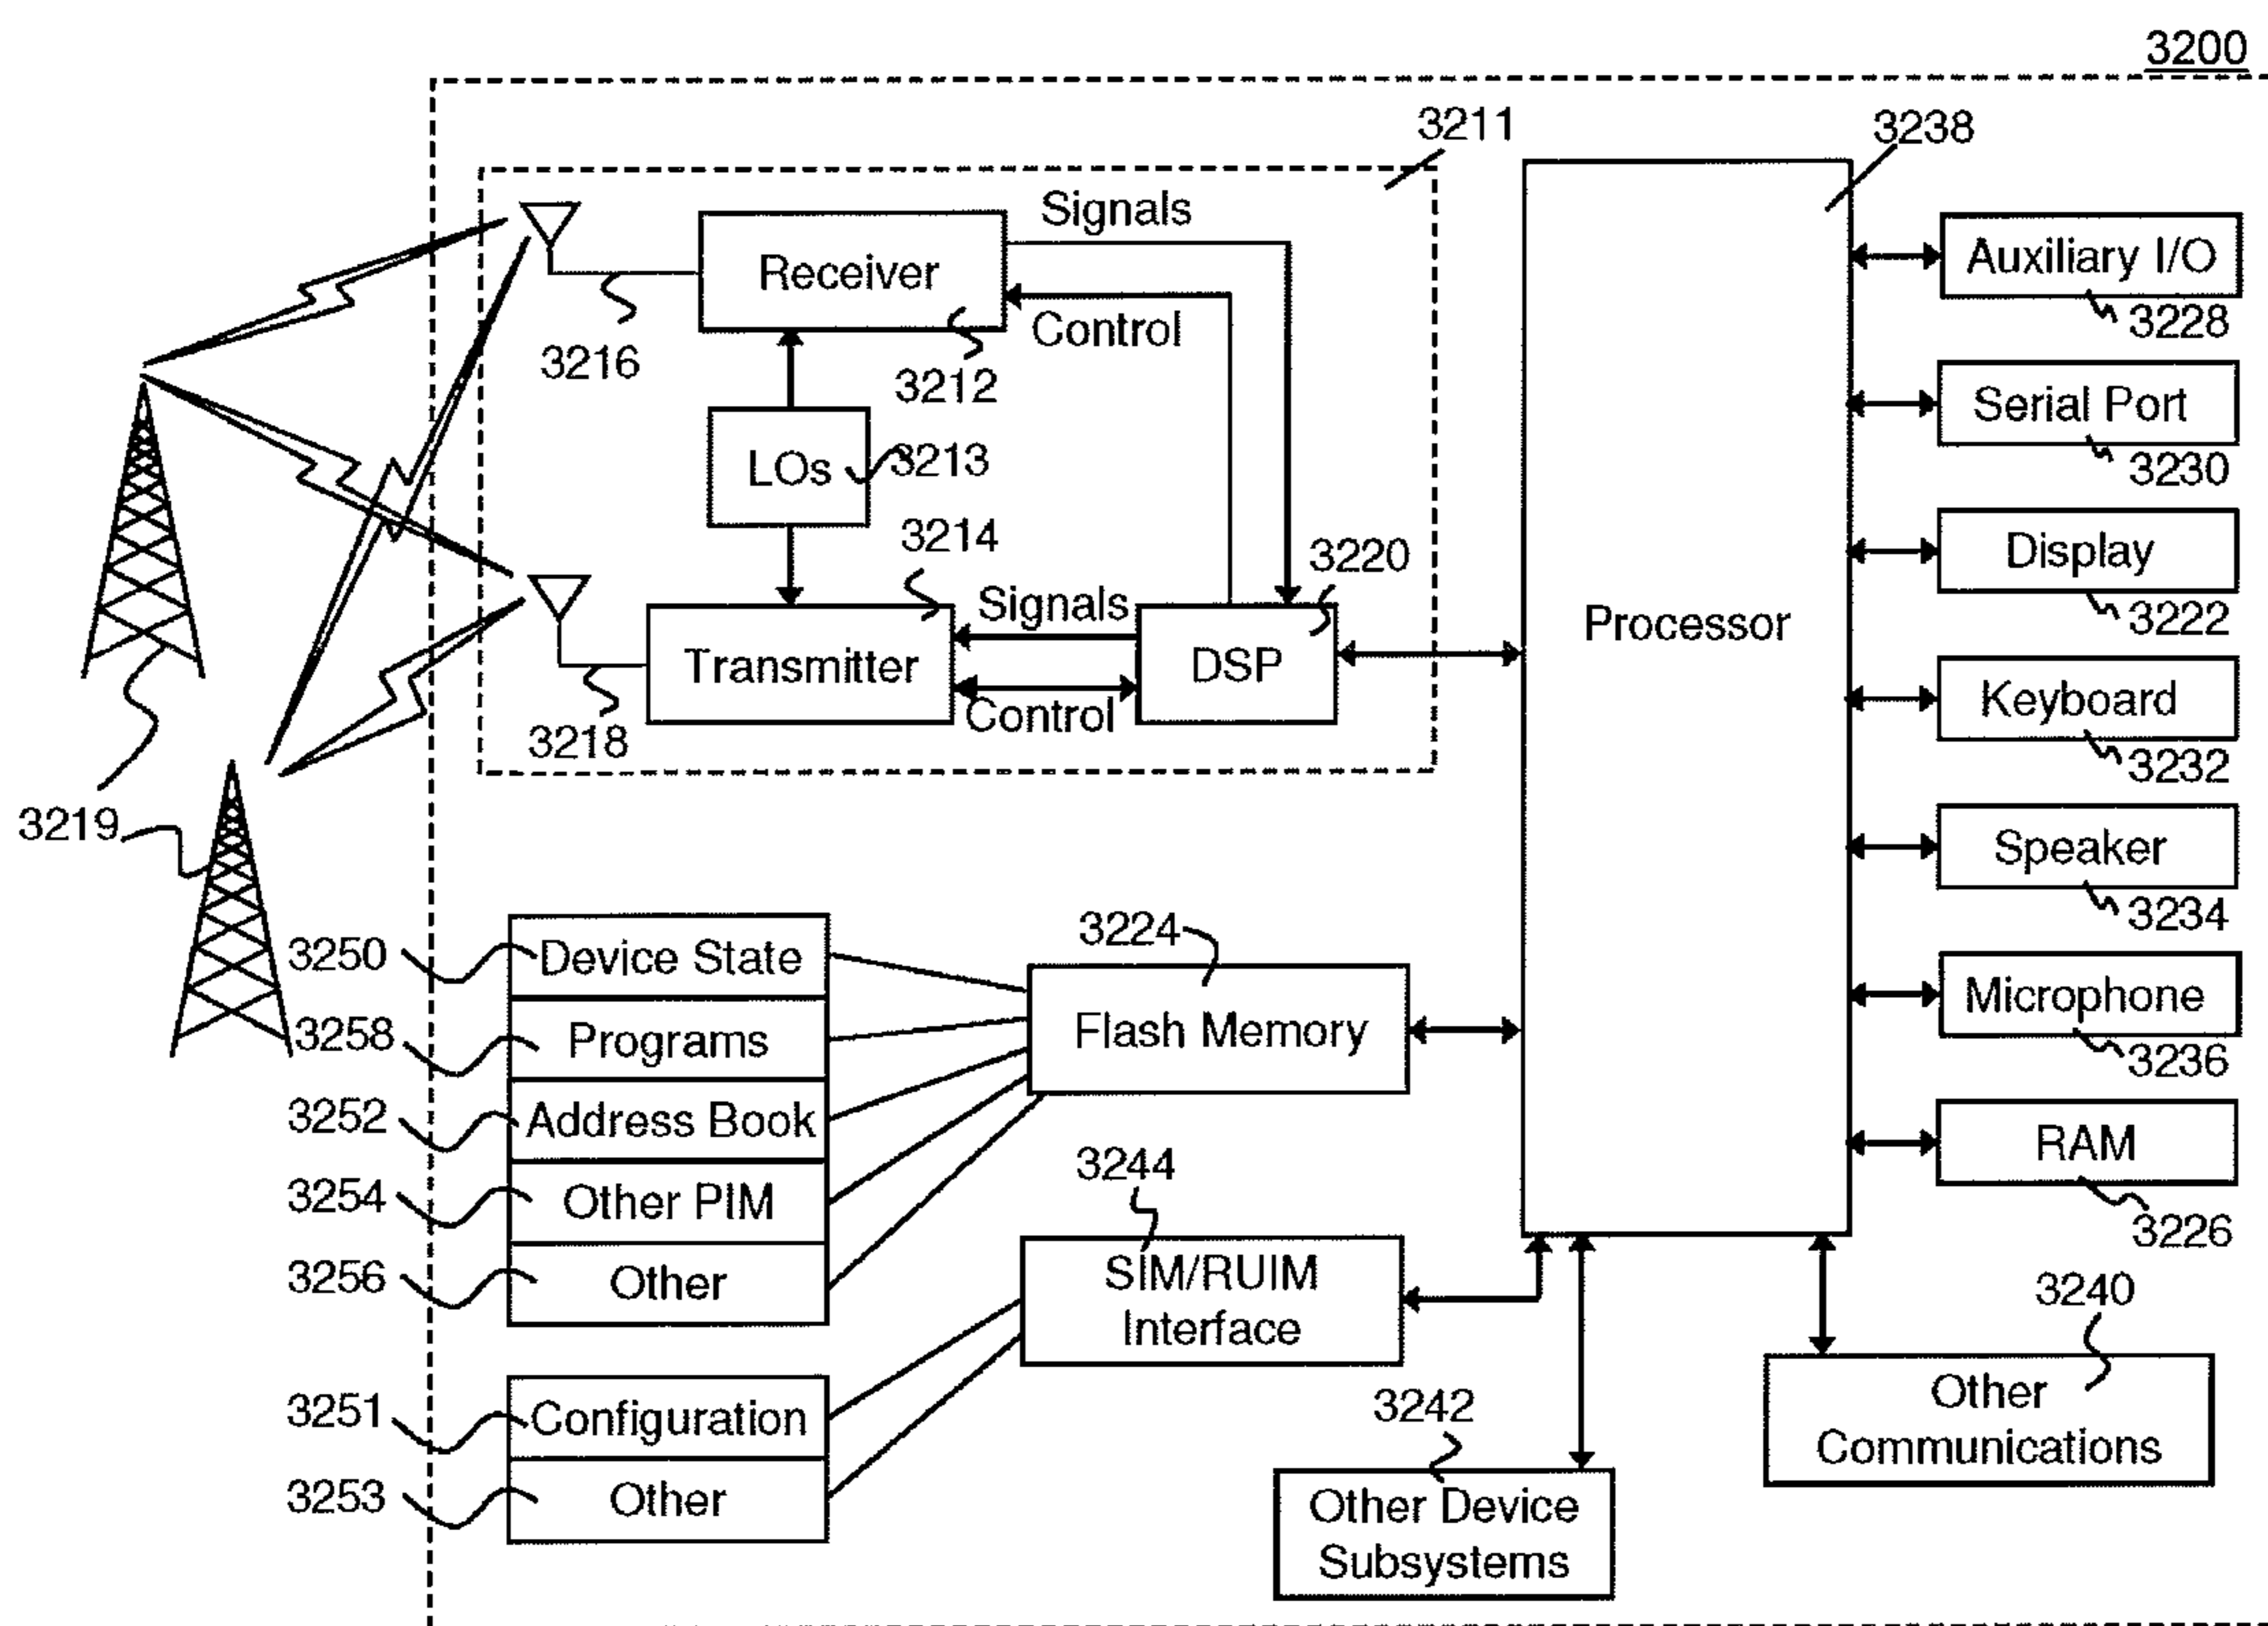 3200
3211
3238
Signals
Receiver
Control
3216
3212
LOs
3213
3214
3220
Signals
Transmitter
DSP
Control
3218
3219
Processor
Auxiliary I/O
3228
Serial Port
3230
Display
3222
Keyboard
3232
Speaker
3234
Microphone
3236
RAM
3226
3250
Device State
3258
Programs
3252
Address Book
3254
Other PIM
3256
Other
3224
Flash Memory
3244
SIM/RUIM
Interface
3251
Configuration
3253
Other
3242
Other Device
Subsystems
3240
Other
Communications